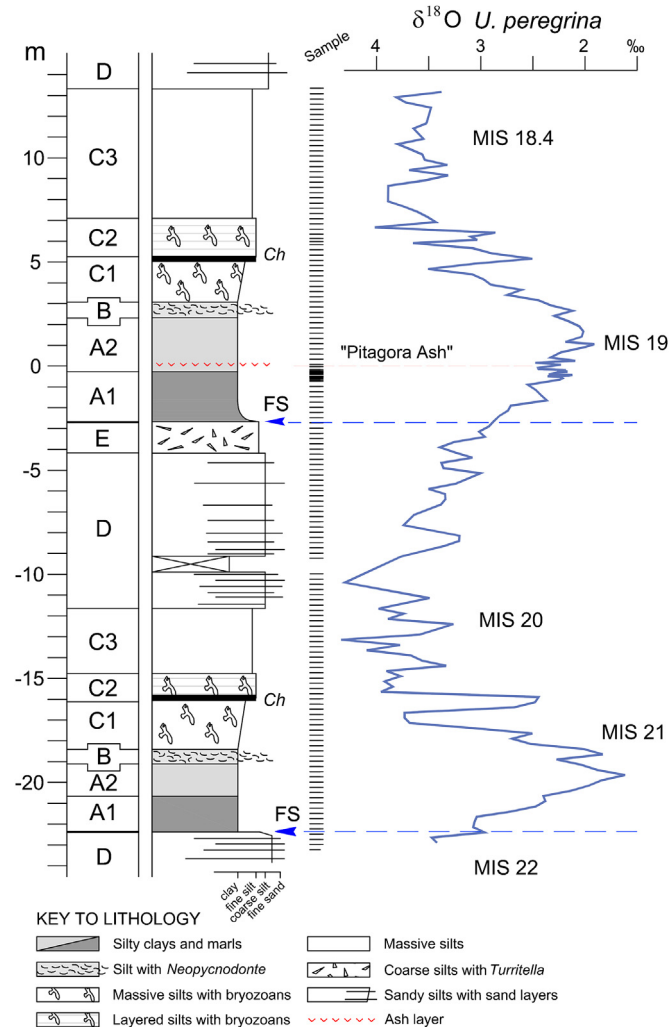 δ¹⁸O U. peregrina
m
Sample
4 3 2 ‰
D
MIS 18.4
10
C3
C2
Ch
5
C1
B
"Pitagora Ash"
MIS 19
A2
0
A1
FS
E
-5
D
-10
MIS 20
C3
-15
C2
Ch
C1
MIS 21
B
-20
A2
A1
FS
D
MIS 22
clay
fine silt
coarse silt
fine sand
KEY TO LITHOLOGY
Silty clays and marls
Massive silts
Silt with Neopycnodonte
Coarse silts with Turritella
Massive silts with bryozoans
Sandy silts with sand layers
Layered silts with bryozoans
Ash layer